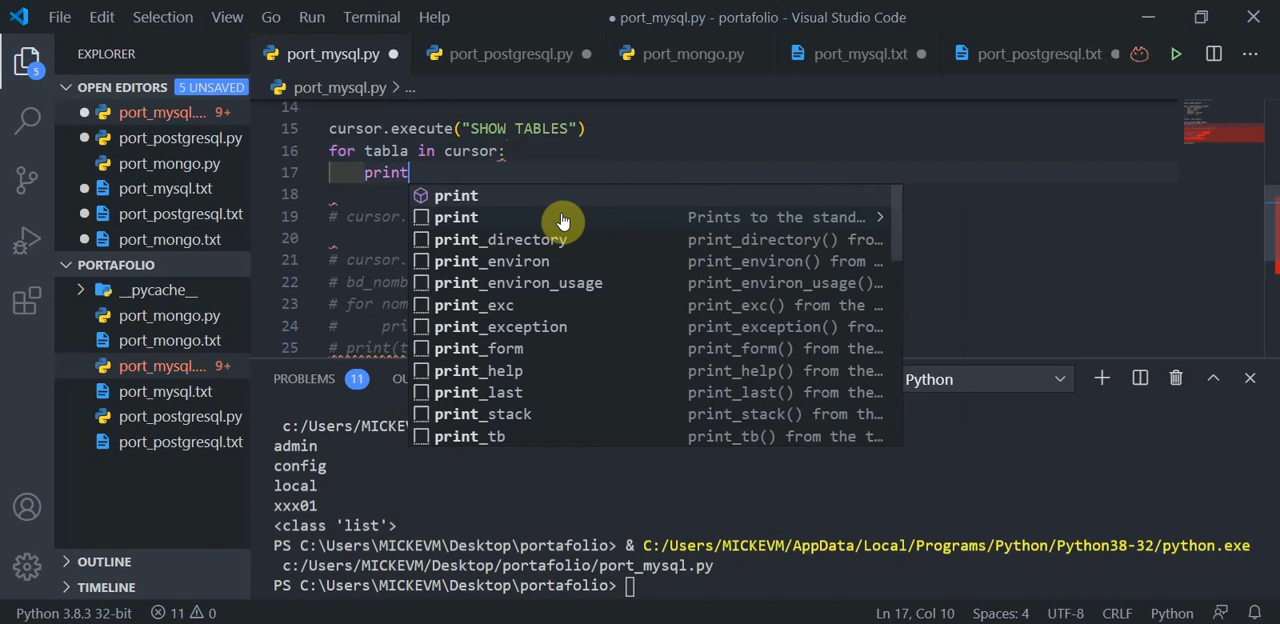 File Edit Selection View Go Run Terminal Help ● port_mysql.py - portafolio - Visual Studio Code
EXPLORER port_mysql.py port_postgresql.py port_mongo.py port_mysql.txt port_postgresql.txt
5
OPEN EDITORS 5 UNSAVED
port_mysql.py > ...
port_mysql.... 9+
port_postgresql.py
port_mongo.py
port_mysql.txt
port_postgresql.txt
port_mongo.txt
PORTAFOLIO
__pycache__
port_mongo.py
port_mongo.txt
port_mysql.... 9+
port_mysql.txt
port_postgresql.py
port_postgresql.txt
OUTLINE
TIMELINE
14
15 cursor.execute("SHOW TABLES")
16 for tabla in cursor:
17 print
18
19 # cursor.
20
21 # cursor.
22 # bd_nomb
23 # for nom
24 # pri
25 # print(t
print
print Prints to the stand... >
print_directory print_directory() fro...
print_environ print_environ() from ...
print_environ_usage print_environ_usage()...
print_exc print_exc() from the ...
print_exception print_exception() fro...
print_form print_form() from the...
print_help print_help() from the...
print_last print_last() from the...
print_stack print_stack() from th...
print_tb print_tb() from the t...
PROBLEMS 11 OU Python
c:/Users/MICKEV
admin
config
local
xxx01
<class 'list'>
PS C:\Users\MICKEVM\Desktop\portafolio> & C:/Users/MICKEVM/AppData/Local/Programs/Python/Python38-32/python.exe
c:/Users/MICKEVM/Desktop/portafolio/port_mysql.py
PS C:\Users\MICKEVM\Desktop\portafolio>
Python 3.8.3 32-bit 11 0 Ln 17, Col 10 Spaces: 4 UTF-8 CRLF Python